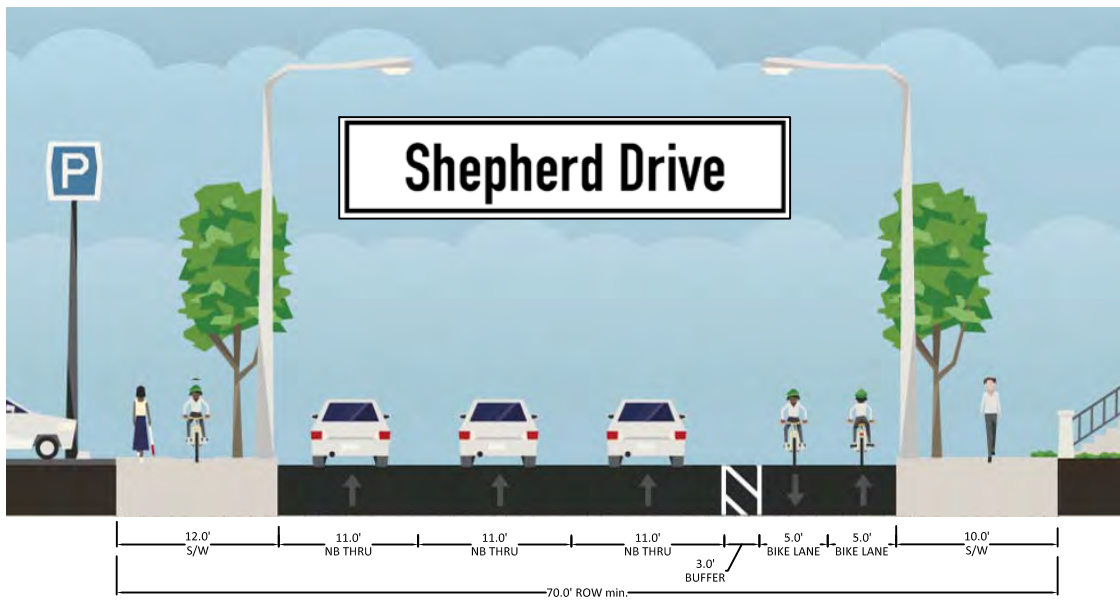 P
Shepherd Drive
12.0'
S/W
11.0'
NB THRU
11.0'
NB THRU
11.0'
NB THRU
3.0'
BUFFER
5.0'
BIKE LANE
5.0'
BIKE LANE
10.0'
S/W
70.0' ROW min.